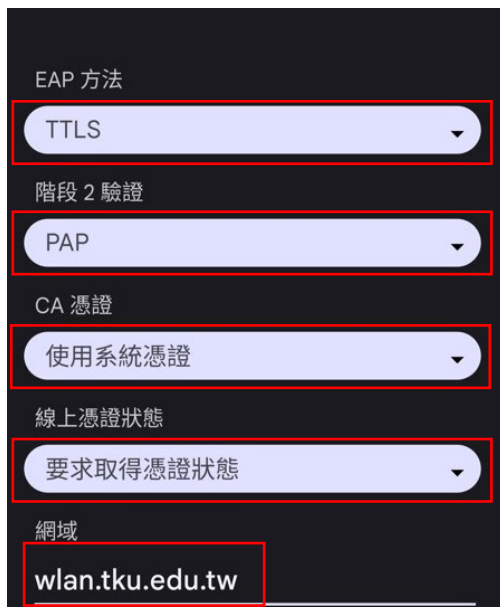 EAP 方法
TTLS
階段 2 驗證
PAP
CA 憑證
使用系統憑證
線上憑證狀態
要求取得憑證狀態
網域
wlan.tku.edu.tw